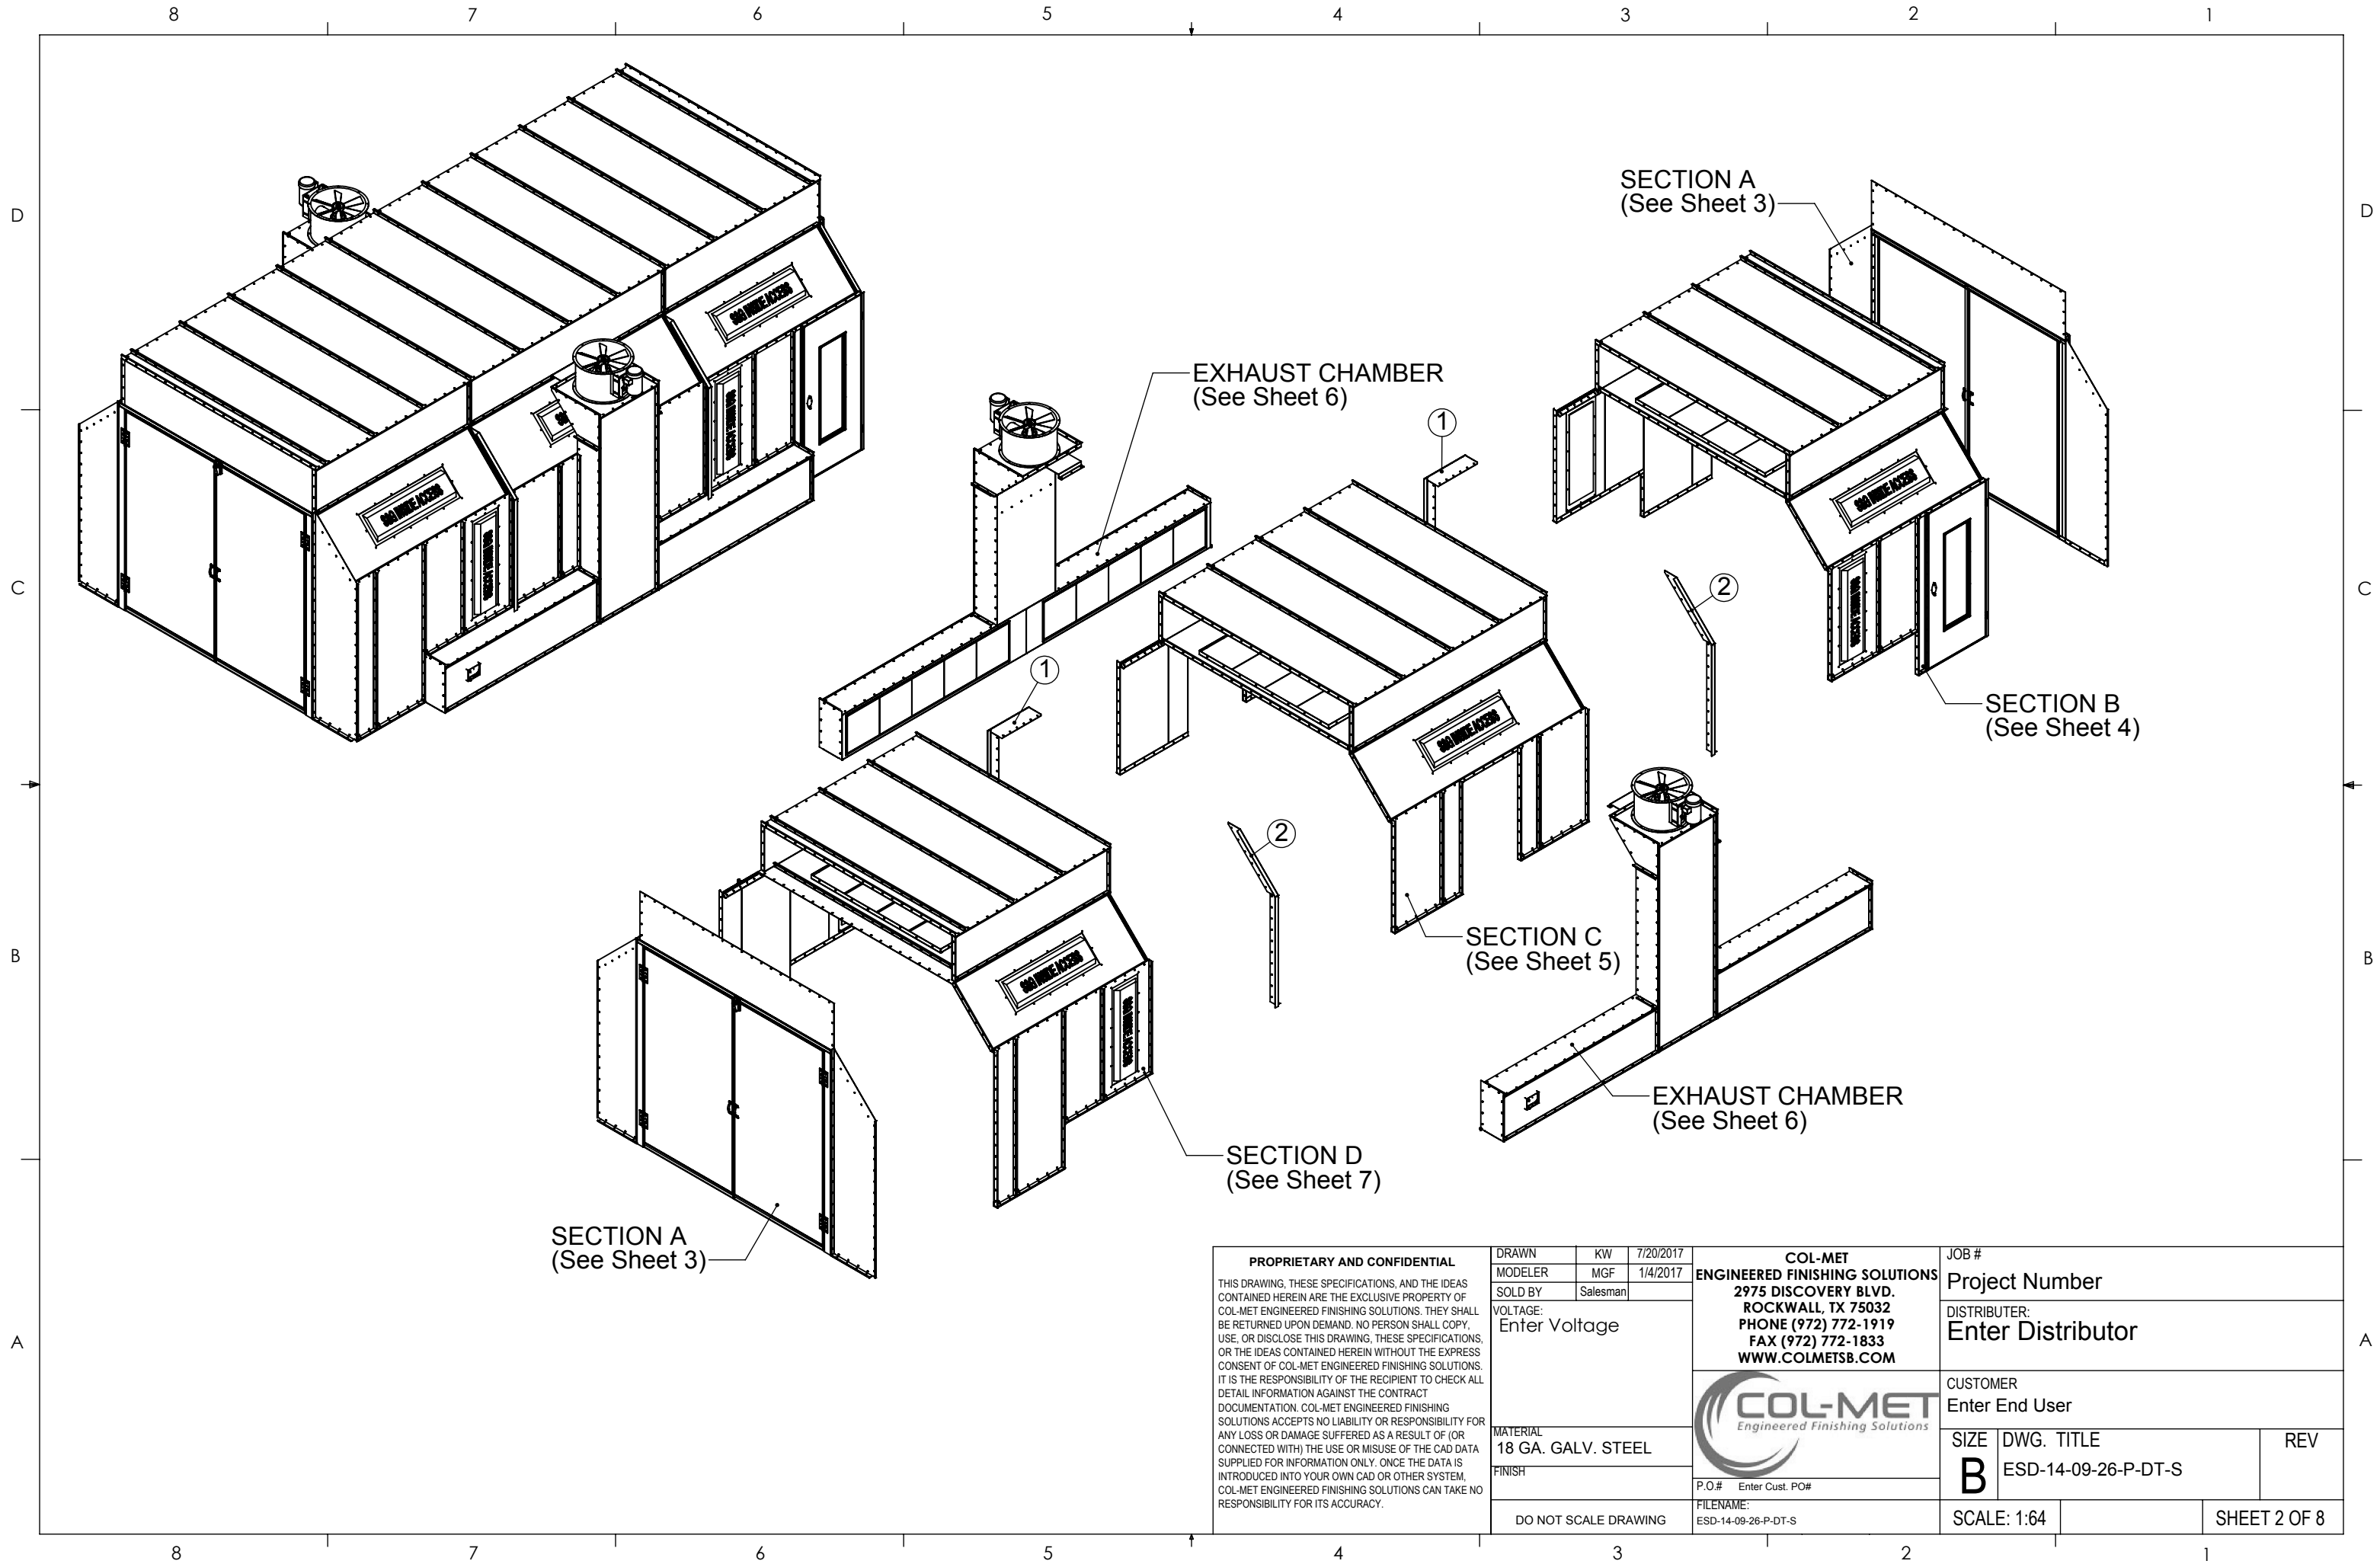 8 7 6 5 4 3 2 1
D
D
C
C
B
B
A
A
SECTION A
(See Sheet 3)
EXHAUST CHAMBER
(See Sheet 6)
1
2
SECTION B
(See Sheet 4)
1
2
SECTION C
(See Sheet 5)
EXHAUST CHAMBER
(See Sheet 6)
SECTION D
(See Sheet 7)
SECTION A
(See Sheet 3)
PROPRIETARY AND CONFIDENTIAL
THIS DRAWING, THESE SPECIFICATIONS, AND THE IDEAS
CONTAINED HEREIN ARE THE EXCLUSIVE PROPERTY OF
COL-MET ENGINEERED FINISHING SOLUTIONS. THEY SHALL
BE RETURNED UPON DEMAND. NO PERSON SHALL COPY,
USE, OR DISCLOSE THIS DRAWING, THESE SPECIFICATIONS,
OR THE IDEAS CONTAINED HEREIN WITHOUT THE EXPRESS
CONSENT OF COL-MET ENGINEERED FINISHING SOLUTIONS.
IT IS THE RESPONSIBILITY OF THE RECIPIENT TO CHECK ALL
DETAIL INFORMATION AGAINST THE CONTRACT
DOCUMENTATION. COL-MET ENGINEERED FINISHING
SOLUTIONS ACCEPTS NO LIABILITY OR RESPONSIBILITY FOR
ANY LOSS OR DAMAGE SUFFERED AS A RESULT OF (OR
CONNECTED WITH) THE USE OR MISUSE OF THE CAD DATA
SUPPLIED FOR INFORMATION ONLY. ONCE THE DATA IS
INTRODUCED INTO YOUR OWN CAD OR OTHER SYSTEM,
COL-MET ENGINEERED FINISHING SOLUTIONS CAN TAKE NO
RESPONSIBILITY FOR ITS ACCURACY.
DRAWN KW 7/20/2017
MODELER MGF 1/4/2017
SOLD BY Salesman
VOLTAGE:
Enter Voltage
MATERIAL
18 GA. GALV. STEEL
FINISH
DO NOT SCALE DRAWING
COL-MET
ENGINEERED FINISHING SOLUTIONS
2975 DISCOVERY BLVD.
ROCKWALL, TX 75032
PHONE (972) 772-1919
FAX (972) 772-1833
WWW.COLMETSB.COM
COL-MET
Engineered Finishing Solutions
P.O.# Enter Cust. PO#
FILENAME:
ESD-14-09-26-P-DT-S
JOB #
Project Number
DISTRIBUTER:
Enter Distributor
CUSTOMER
Enter End User
SIZE DWG. TITLE REV
B ESD-14-09-26-P-DT-S
SCALE: 1:64
SHEET 2 OF 8
8 7 6 5 4 3 2 1